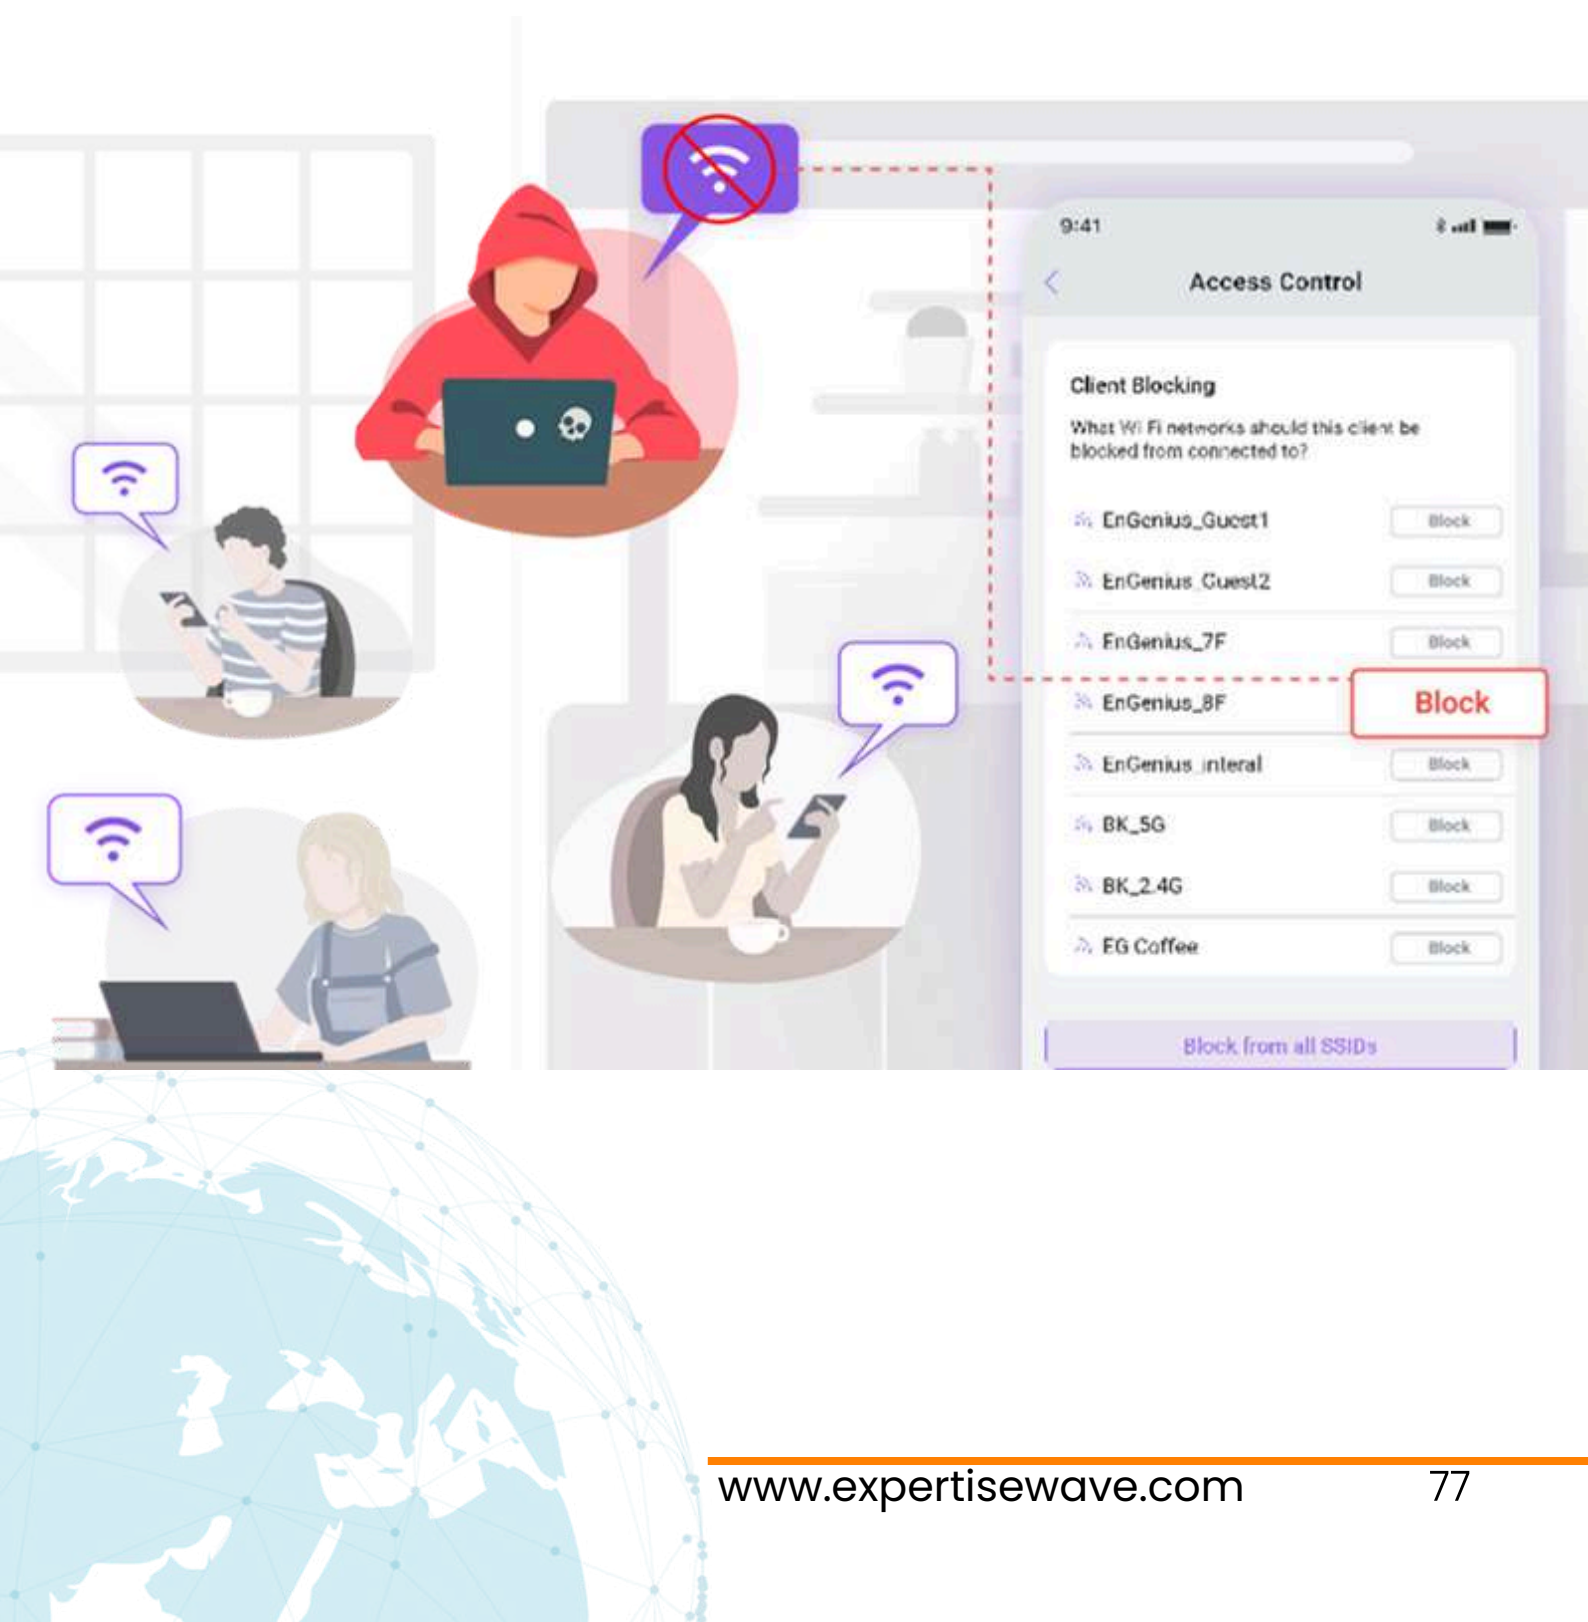 9:41
Access Control
Client Blocking
What Wi Fi networks should this client be
blocked from connected to?
EnGenius_Guest1 Block
EnGenius_Guest2 Block
EnGenius_7F Block
EnGenius_8F Block
EnGenius_interal Block
BK_5G Block
BK_2.4G Block
EG Coffee Block
Block from all SSIDs
www.expertisewave.com 77